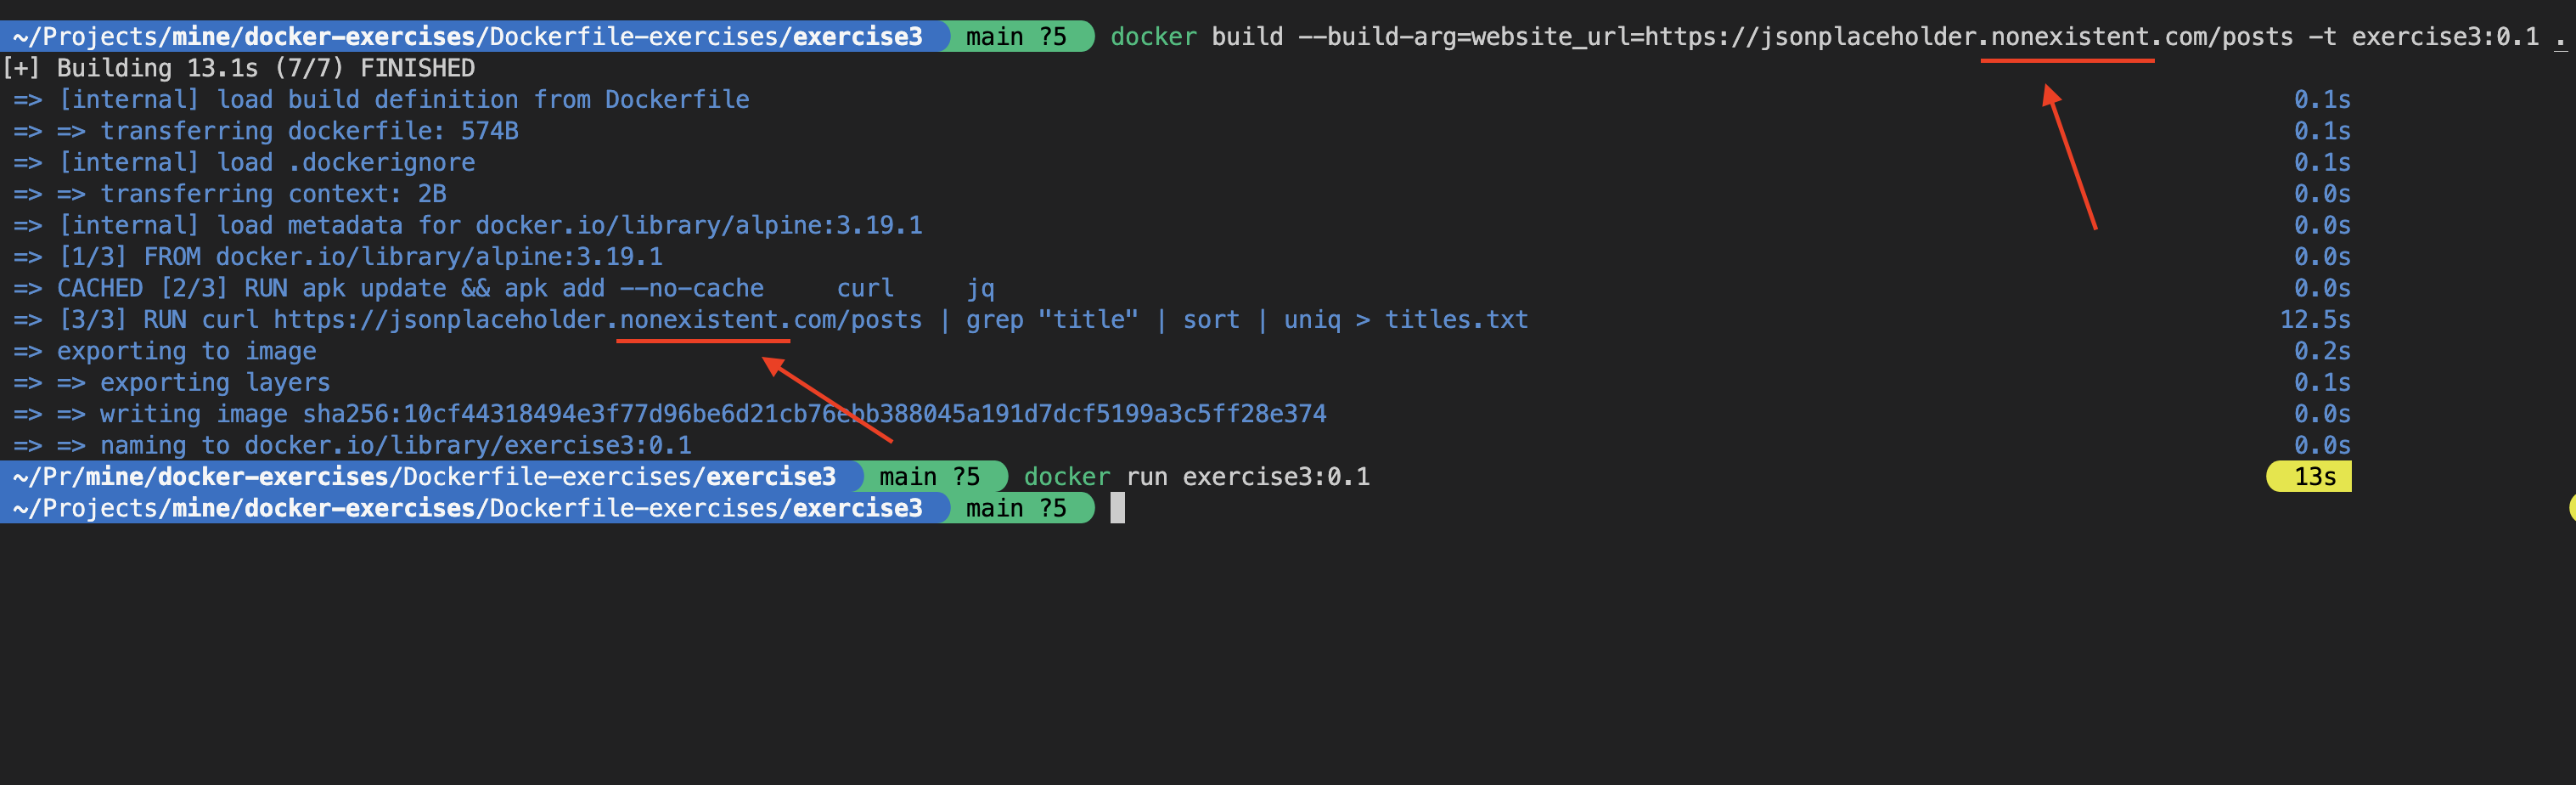 ~/Projects/mine/docker-exercises/Dockerfile-exercises/exercise3 main ?5 docker build --build-arg=website_url=https://jsonplaceholder.nonexistent.com/posts -t exercise3:0.1 .
[+] Building 13.1s (7/7) FINISHED
=> [internal] load build definition from Dockerfile 0.1s
=> => transferring dockerfile: 574B 0.1s
=> [internal] load .dockerignore 0.1s
=> => transferring context: 2B 0.0s
=> [internal] load metadata for docker.io/library/alpine:3.19.1 0.0s
=> [1/3] FROM docker.io/library/alpine:3.19.1 0.0s
=> CACHED [2/3] RUN apk update && apk add --no-cache     curl     jq 0.0s
=> [3/3] RUN curl https://jsonplaceholder.nonexistent.com/posts | grep "title" | sort | uniq > titles.txt 12.5s
=> exporting to image 0.2s
=> => exporting layers 0.1s
=> => writing image sha256:10cf44318494e3f77d96be6d21cb76ebb388045a191d7dcf5199a3c5ff28e374 0.0s
=> => naming to docker.io/library/exercise3:0.1 0.0s
~/Pr/mine/docker-exercises/Dockerfile-exercises/exercise3 main ?5 docker run exercise3:0.1 13s
~/Projects/mine/docker-exercises/Dockerfile-exercises/exercise3 main ?5